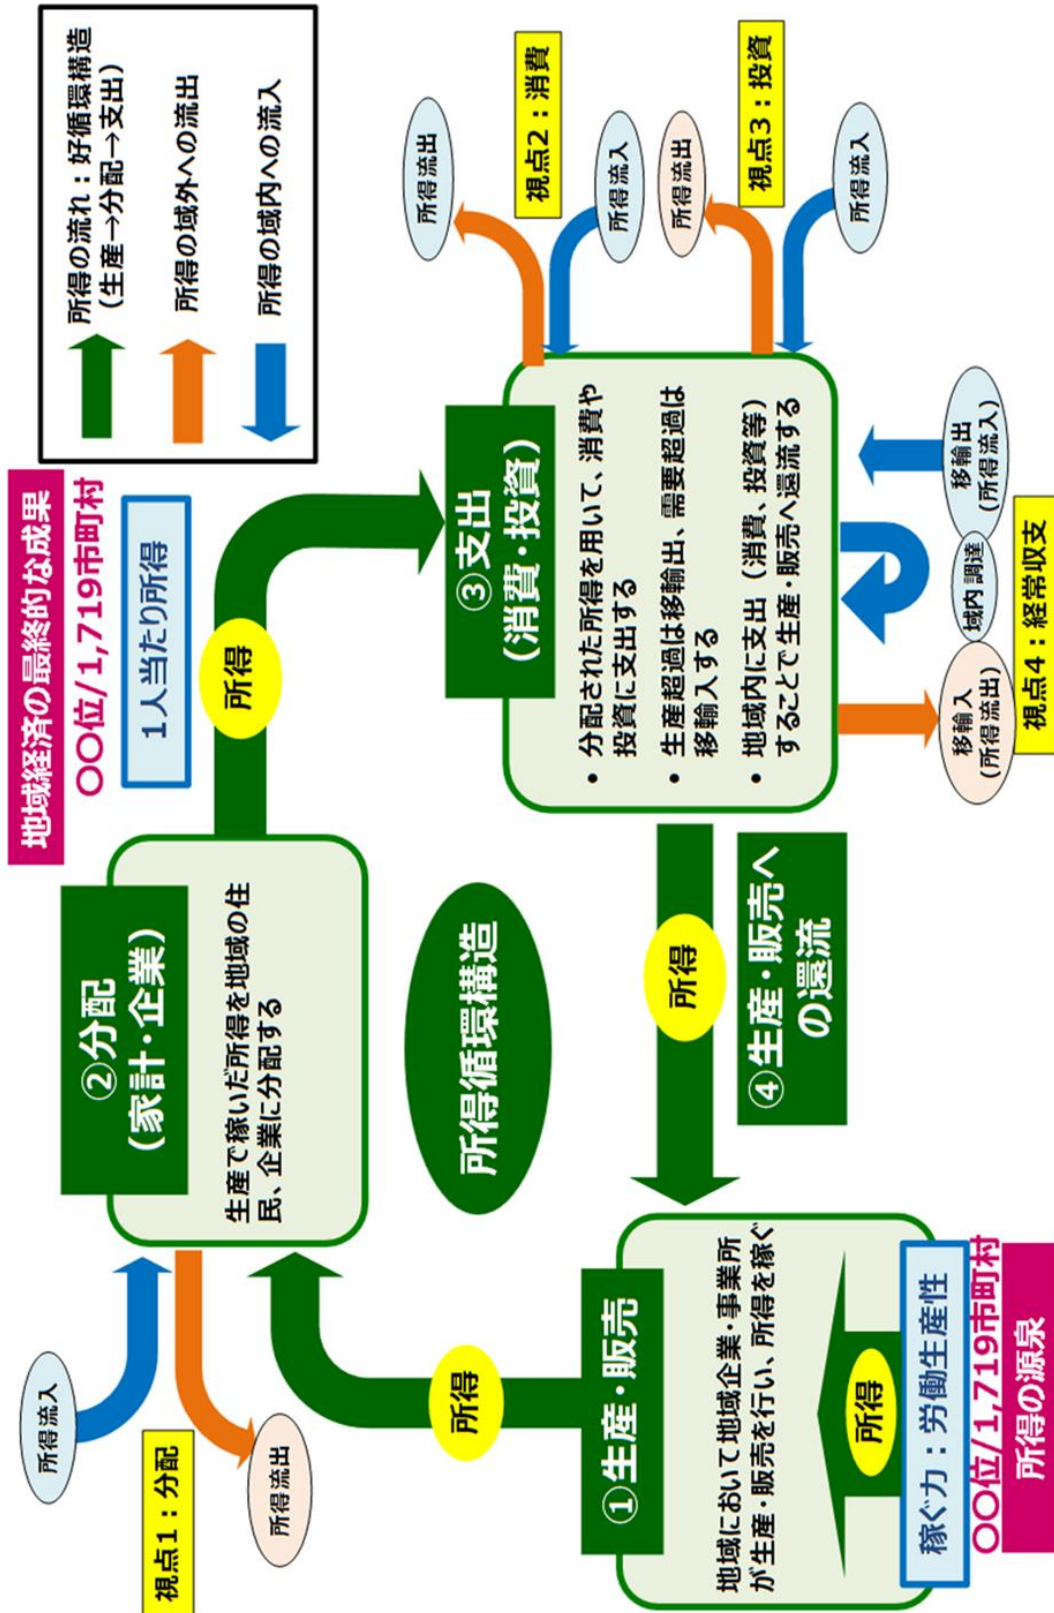 地域経済の最終的な成果
〇〇位/1,719市町村
1人当たり所得
所得の流れ：好循環構造
(生産→分配→支出)
所得の域外への流出
所得の域内への流入
所得流入
視点1：分配
所得流出
②分配
(家計・企業)
生産で稼いだ所得を地域の住
民、企業に分配する
所得
所得
所得循環構造
③支出
(消費・投資)
• 分配された所得を用いて、消費や
投資に支出する
• 生産超過は移輸出、需要超過は
移輸入する
• 地域内に支出（消費、投資等）
することで生産・販売へ還流する
所得流出
視点2：消費
所得流入
所得流出
視点3：投資
所得流入
①生産・販売
地域において地域企業・事業所
が生産・販売を行い、所得を稼ぐ
所得
稼ぐ力：労働生産性
〇〇位/1,719市町村
所得の源泉
所得
④生産・販売へ
の還流
移輸入
(所得流出)
域内調達
移輸出
(所得流入)
視点4：経常収支